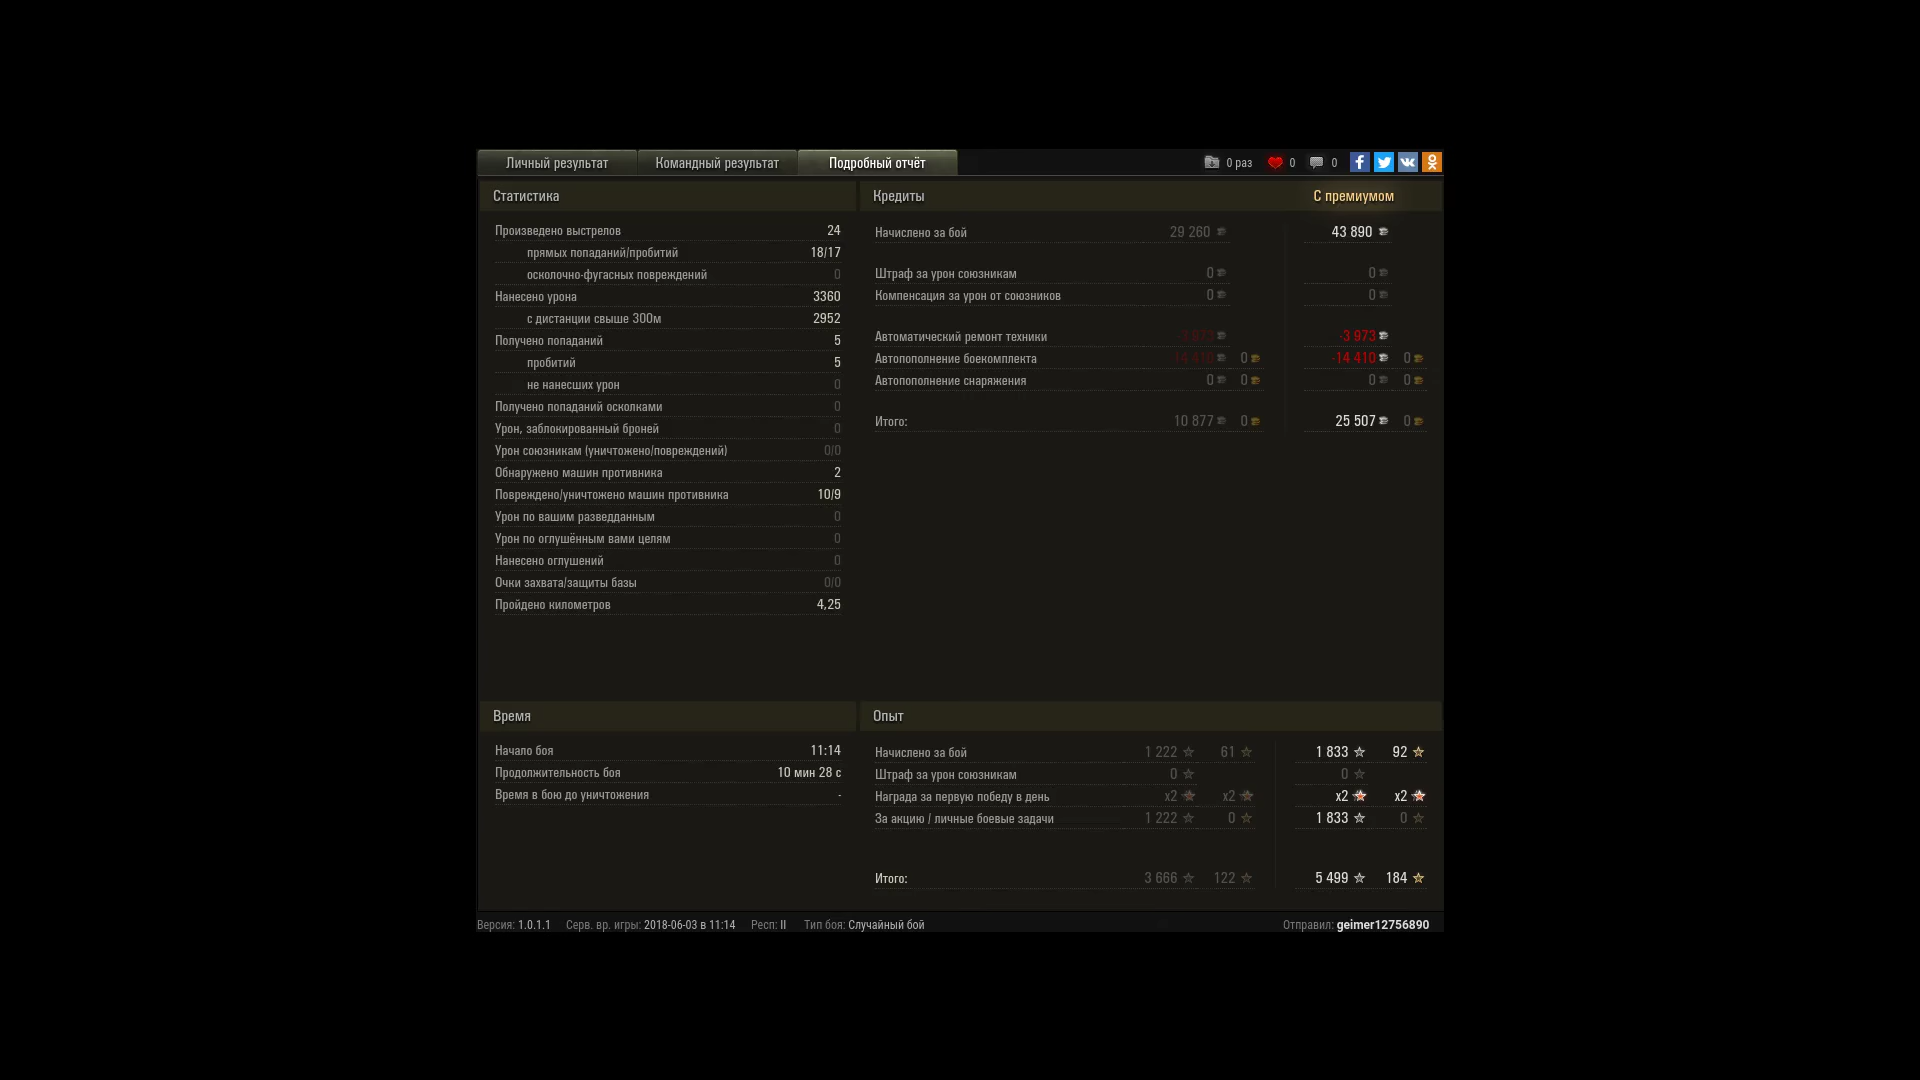 Личный результат Командный результат Подробный отчёт 0 раз 0 0
Статистика
Произведено выстрелов 24
прямых попаданий/пробитий 18/17
осколочно-фугасных повреждений 0
Нанесено урона 3360
с дистанции свыше 300м 2952
Получено попаданий 5
пробитий 5
не нанесших урон 0
Получено попаданий осколками 0
Урон, заблокированный броней 0
Урон союзникам (уничтожено/повреждений) 0/0
Обнаружено машин противника 2
Повреждено/уничтожено машин противника 10/9
Урон по вашим разведданным 0
Урон по оглушённым вами целям 0
Нанесено оглушений 0
Очки захвата/защиты базы 0/0
Пройдено километров 4,25
Кредиты С премиумом
Начислено за бой 29 260 43 890
Штраф за урон союзникам 0 0
Компенсация за урон от союзников 0 0
Автоматический ремонт техники -3 973 -3 973
Автопополнение боекомплекта -14 410 0 -14 410 0
Автопополнение снаряжения 0 0 0 0
Итого: 10 877 0 25 507 0
Время
Начало боя 11:14
Продолжительность боя 10 мин 28 с
Время в бою до уничтожения -
Опыт
Начислено за бой 1 222 61 1 833 92
Штраф за урон союзникам 0 0
Награда за первую победу в день x2 x2 x2 x2
За акцию / личные боевые задачи 1 222 0 1 833 0
Итого: 3 666 122 5 499 184
Версия: 1.0.1.1 Серв. вр. игры: 2018-06-03 в 11:14 Респ: II Тип боя: Случайный бой Отправил: geimer12756890